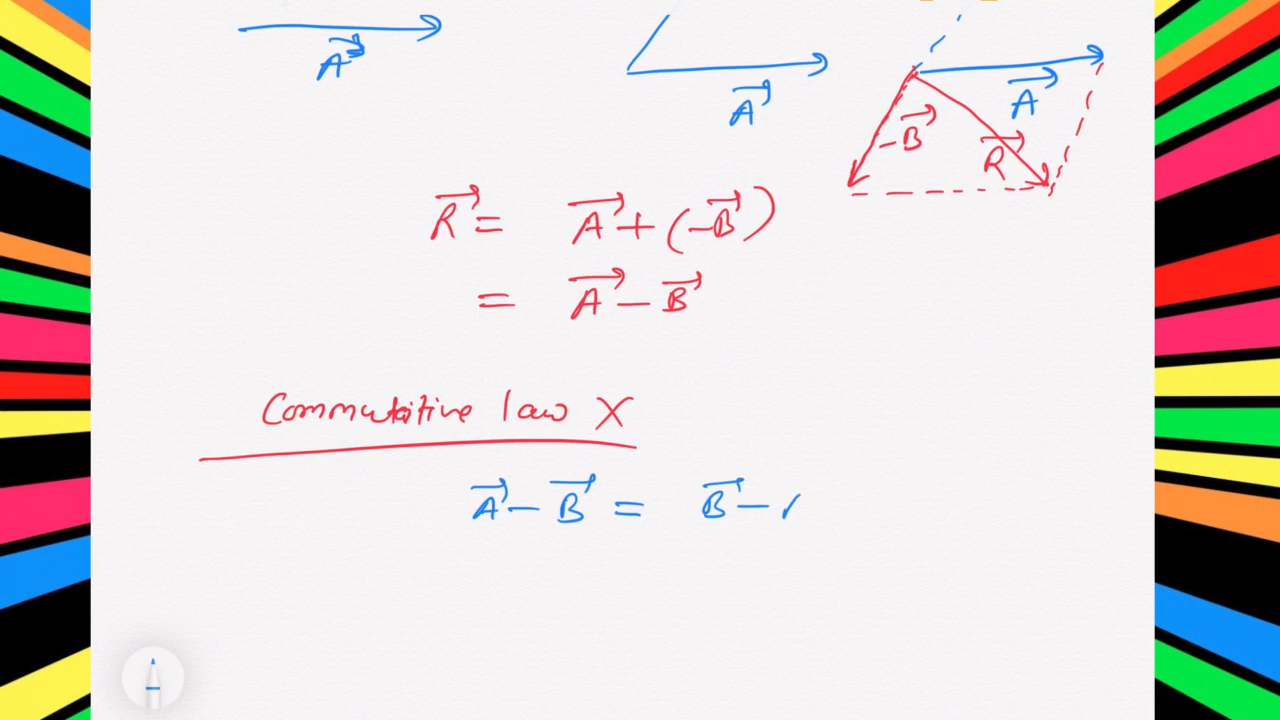 A⃗ A⃗ A⃗
-B⃗ R⃗
R⃗ = A⃗ + (-B⃗)
= A⃗ - B⃗
Commutative law X
A⃗ - B⃗ = B⃗ -